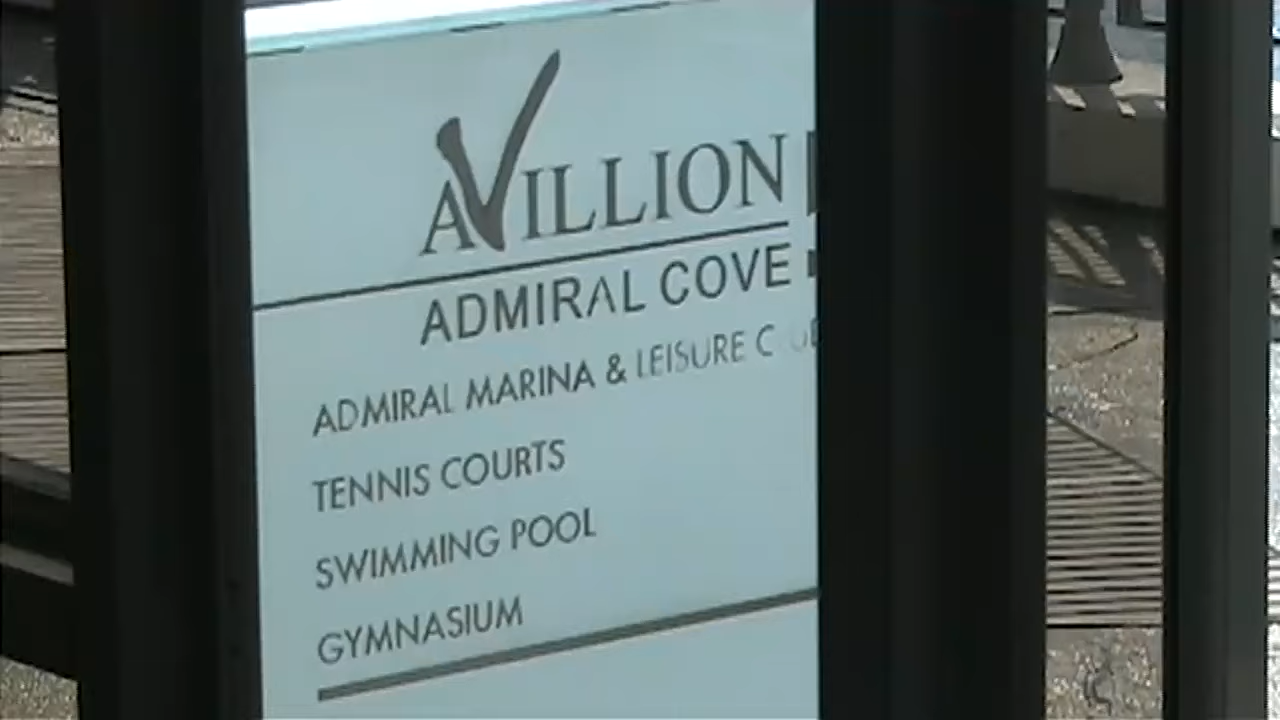 AVILLION
ADMIRAL COVE
ADMIRAL MARINA & LEISURE
TENNIS COURTS
SWIMMING POOL
GYMNASIUM